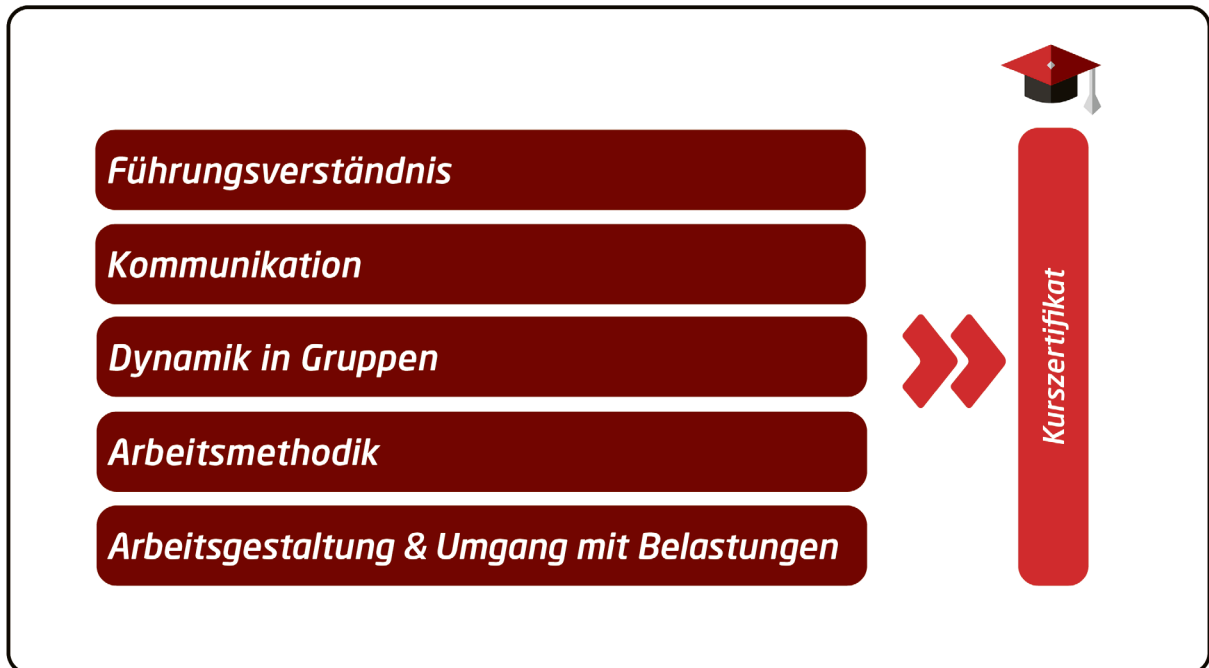 Führungsverständnis
Kommunikation
Dynamik in Gruppen
Arbeitsmethodik
Arbeitsgestaltung & Umgang mit Belastungen
Kurszertifikat